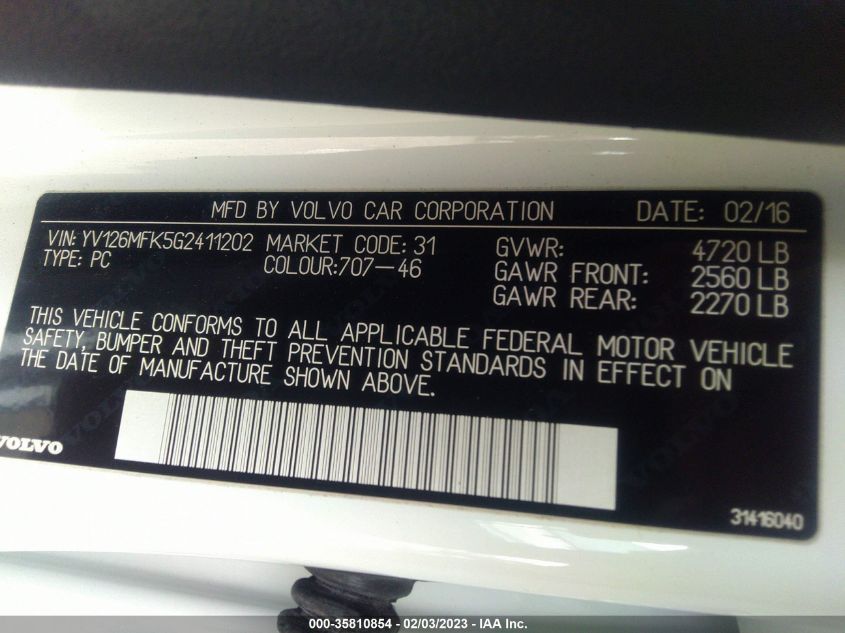 MFD BY VOLVO CAR CORPORATION DATE: 02/16
VIN: YV126MFK5G2411202 MARKET CODE: 31 GVWR: 4720 LB
TYPE: PC COLOUR:707-46 GAWR FRONT: 2560 LB
GAWR REAR: 2270 LB
THIS VEHICLE CONFORMS TO ALL APPLICABLE FEDERAL MOTOR VEHICLE
SAFETY, BUMPER AND THEFT PREVENTION STANDARDS IN EFFECT ON
THE DATE OF MANUFACTURE SHOWN ABOVE.
VOLVO
31416040
000-35810854 - 02/03/2023 - IAA Inc.